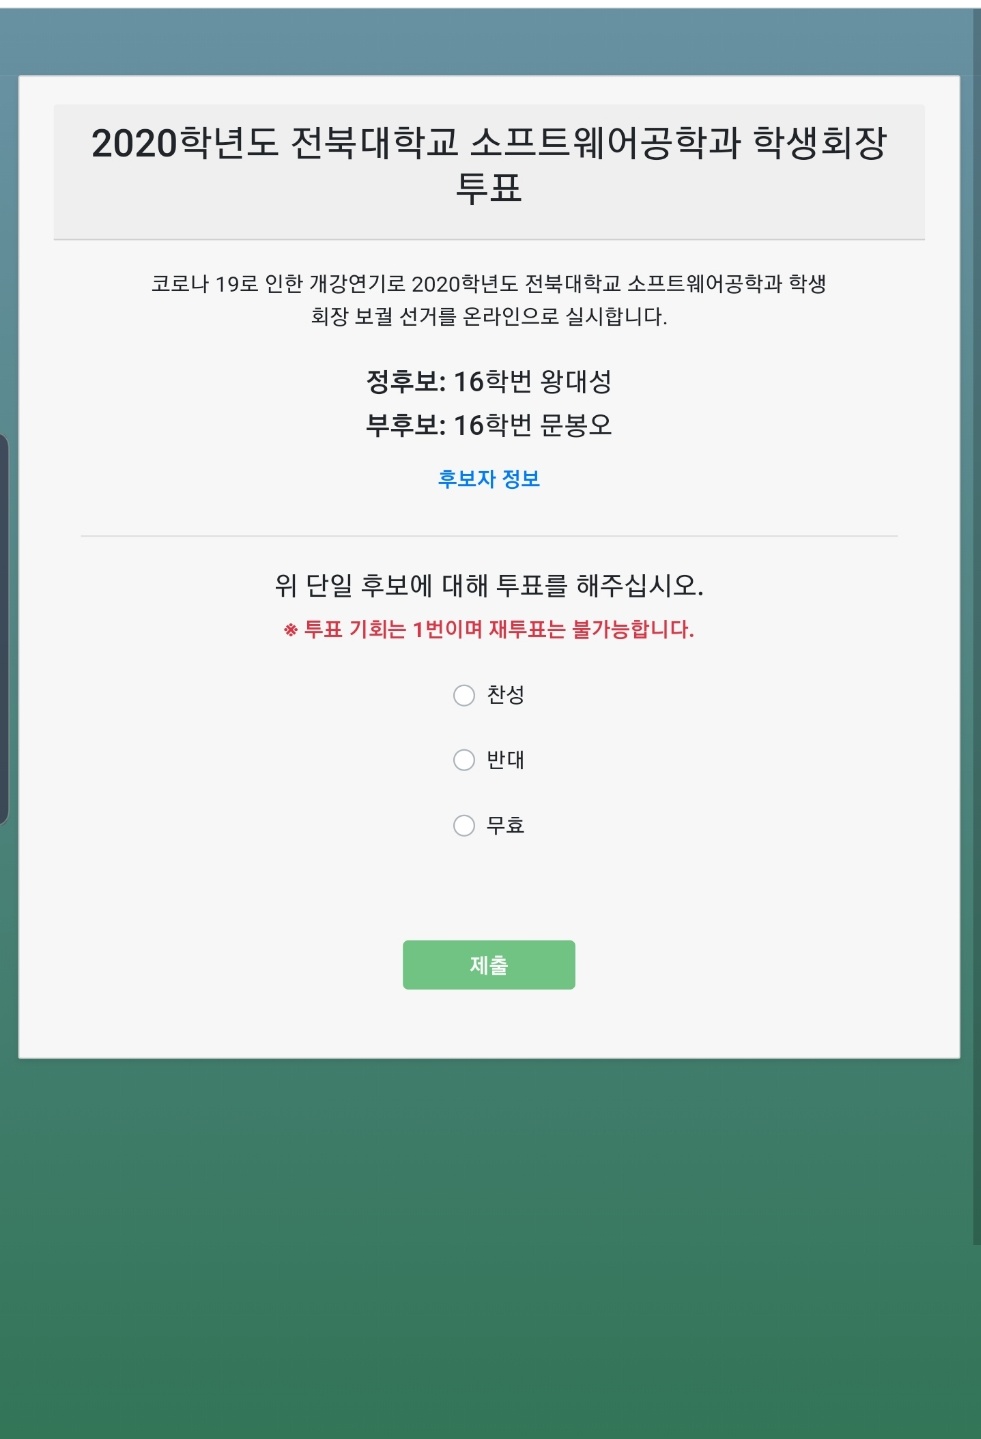 2020학년도 전북대학교 소프트웨어공학과 학생회장
투표
코로나 19로 인한 개강연기로 2020학년도 전북대학교 소프트웨어공학과 학생
회장 보궐 선거를 온라인으로 실시합니다.
정후보: 16학번 왕대성
부후보: 16학번 문봉오
후보자 정보
위 단일 후보에 대해 투표를 해주십시오.
※ 투표 기회는 1번이며 재투표는 불가능합니다.
찬성
반대
무효
제출